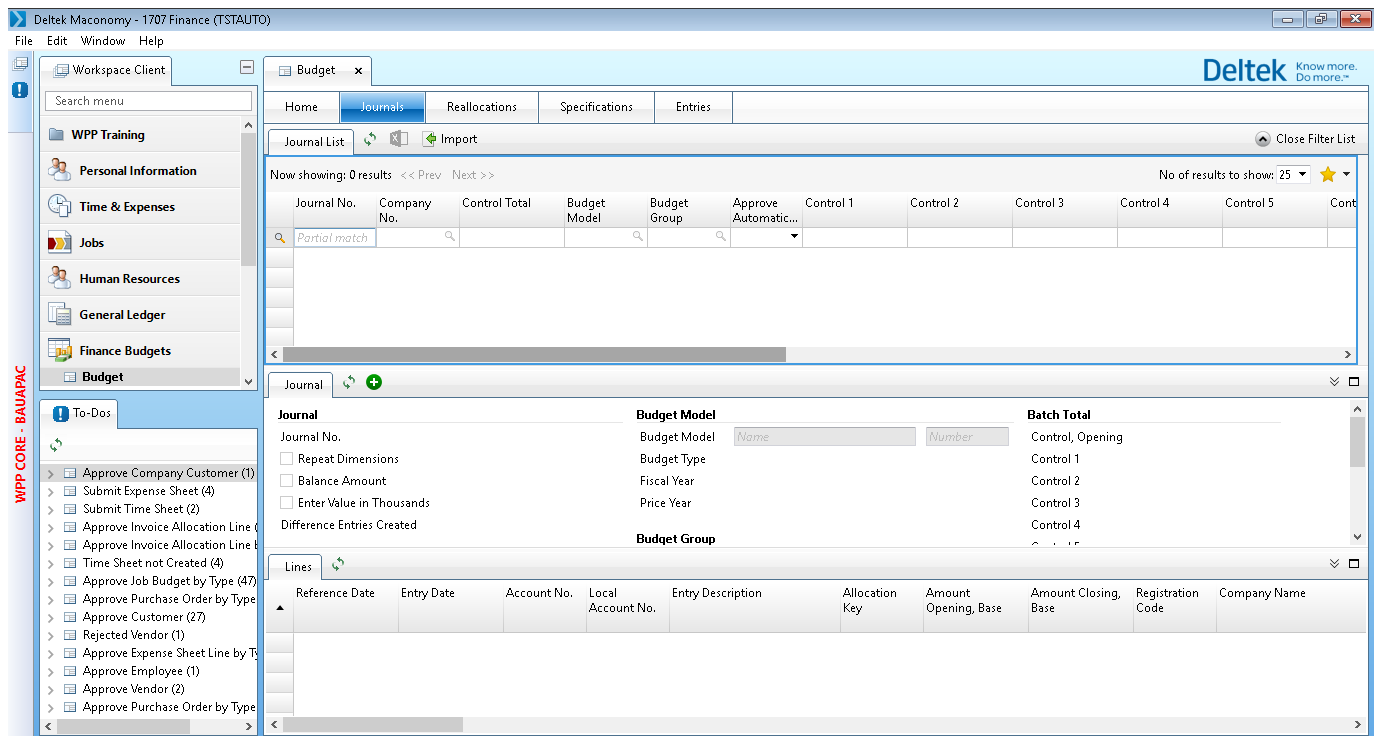 Deltek Maconomy - 1707 Finance (TSTAUTO)
File Edit Window Help
Workspace Client
Search menu
WPP Training
Personal Information
Time & Expenses
Jobs
Human Resources
General Ledger
Finance Budgets
Budget
WPP CORE - BAUAPAC
To-Dos
Approve Company Customer (1)
Submit Expense Sheet (4)
Submit Time Sheet (2)
Approve Invoice Allocation Line (
Approve Invoice Allocation Line
Time Sheet not Created (4)
Approve Job Budget by Type (47)
Approve Purchase Order by Type
Approve Customer (27)
Rejected Vendor (1)
Approve Expense Sheet Line by
Approve Employee (1)
Approve Vendor (2)
Approve Purchase Order by Type
Budget
Deltek Know more. Do more.™
Home Journals Reallocations Specifications Entries
Journal List Import Close Filter List
Now showing: 0 results << Prev Next >> No of results to show: 25
Journal No. Company No. Control Total Budget Model Budget Group Approve Automatic... Control 1 Control 2 Control 3 Control 4 Control 5 Cont
Partial match
Journal
Journal Budget Model Batch Total
Journal No. Budget Model Name Number Control, Opening
Repeat Dimensions Budget Type Control 1
Balance Amount Fiscal Year Control 2
Enter Value in Thousands Price Year Control 3
Difference Entries Created Control 4
Budget Group
Lines
Reference Date Entry Date Account No. Local Account No. Entry Description Allocation Key Amount Opening, Base Amount Closing, Base Registration Code Company Name